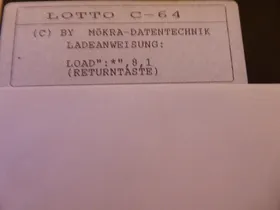 LOTTO C-64
(C) BY MÖKRA-DATENTECHNIK
LADEANWEISUNG:
LOAD":*",8,1
(RETURNTASTE)